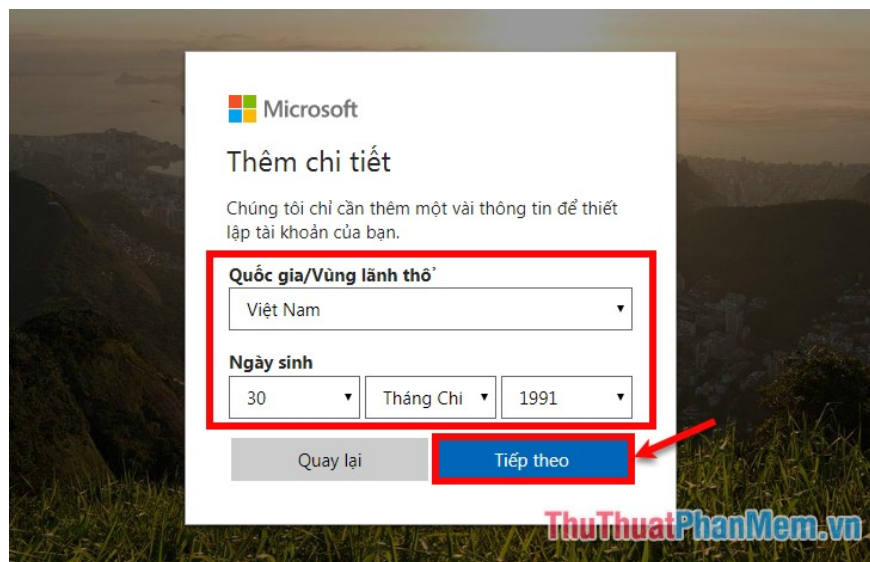 Microsoft
Thêm chi tiết
Chúng tôi chỉ cần thêm một vài thông tin để thiết
lập tài khoản của bạn.
Quốc gia/Vùng lãnh thổ
Việt Nam
Ngày sinh
30 Tháng Chi 1991
Quay lại Tiếp theo
ThuThuatPhanMem.vn